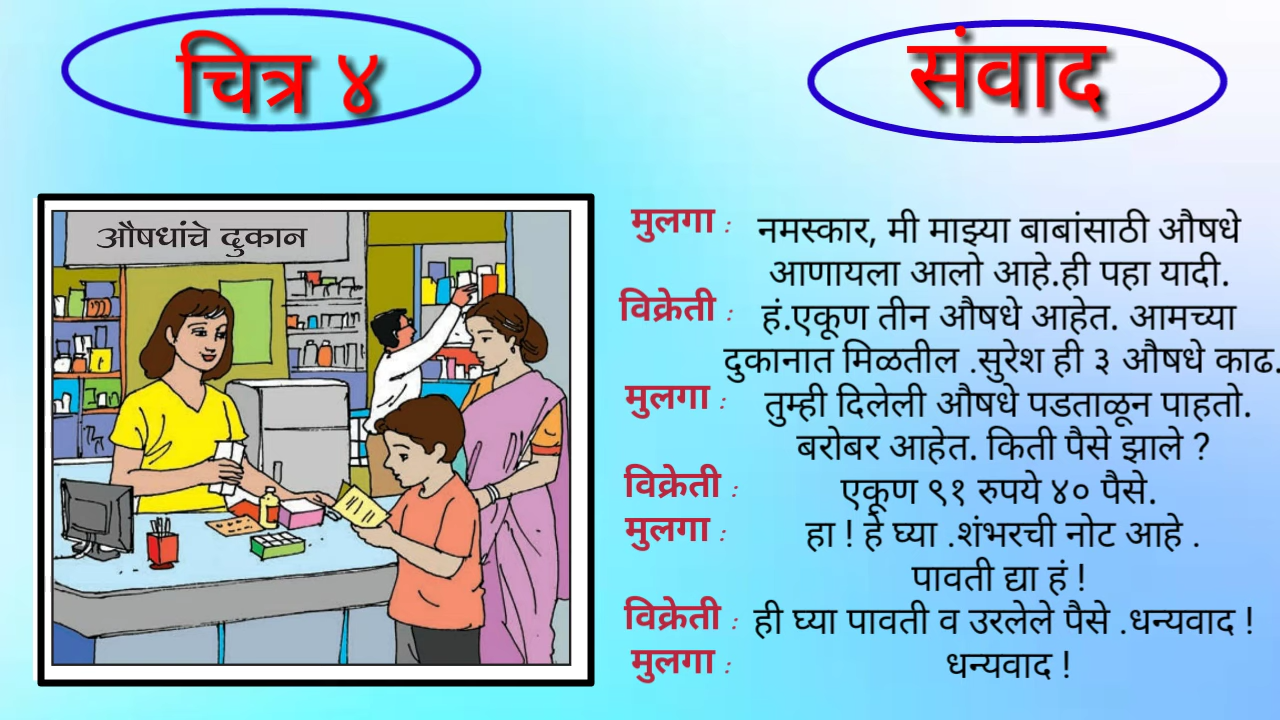 चित्र ४
संवाद
औषधांचे दुकान
मुलगा : नमस्कार, मी माझ्या बाबांसाठी औषधे
आणायला आलो आहे.ही पहा यादी.
विक्रेती : हं.एकूण तीन औषधे आहेत. आमच्या
दुकानात मिळतील .सुरेश ही ३ औषधे काढ.
मुलगा : तुम्ही दिलेली औषधे पडताळून पाहतो.
बरोबर आहेत. किती पैसे झाले ?
विक्रेती : एकूण ९१ रुपये ४० पैसे.
मुलगा : हा ! हे घ्या .शंभरची नोट आहे .
पावती द्या हं !
विक्रेती : ही घ्या पावती व उरलेले पैसे .धन्यवाद !
मुलगा : धन्यवाद !